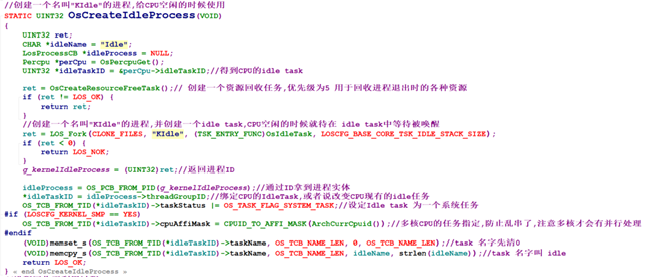 //创建一个名叫"KIdle"的进程,给CPU空闲的时候使用
STATIC UINT32 OsCreateIdleProcess(VOID)
{
UINT32 ret;
CHAR *idleName = "Idle";
LosProcessCB *idleProcess = NULL;
Percpu *perCpu = OsPercpuGet();
UINT32 *idleTaskID = &perCpu->idleTaskID;//得到CPU的idle task
ret = OsCreateResourceFreeTask();// 创建一个资源回收任务,优先级为5 用于回收进程退出时的各种资源
if (ret != LOS_OK) {
return ret;
}
//创建一个名叫"KIdle"的进程,并创建一个idle task,CPU空闲的时候就待在 idle task中等待被唤醒
ret = LOS_Fork(CLONE_FILES, "KIdle", (TSK_ENTRY_FUNC)OsIdleTask, LOSCFG_BASE_CORE_TSK_IDLE_STACK_SIZE);
if (ret < 0) {
return LOS_NOK;
}
g_kernelIdleProcess = (UINT32)ret;//返回进程ID
idleProcess = OS_PCB_FROM_PID(g_kernelIdleProcess);//通过ID拿到进程实体
*idleTaskID = idleProcess->threadGroupID;//绑定CPU的IdleTask,或者说改变CPU现有的idle任务
OS_TCB_FROM_TID(*idleTaskID)->taskStatus |= OS_TASK_FLAG_SYSTEM_TASK;//设定Idle task 为一个系统任务
#if (LOSCFG_KERNEL_SMP == YES)
OS_TCB_FROM_TID(*idleTaskID)->cpuAffiMask = CPUID_TO_AFFI_MASK(ArchCurrCpuid());//多核CPU的任务指定,防止乱串了,注意多核才会有并行处理
#endif
(VOID)memset_s(OS_TCB_FROM_TID(*idleTaskID)->taskName, OS_TCB_NAME_LEN, 0, OS_TCB_NAME_LEN);//task 名字先清0
(VOID)memcpy_s(OS_TCB_FROM_TID(*idleTaskID)->taskName, OS_TCB_NAME_LEN, idleName, strlen(idleName));//task 名字叫 idle
return LOS_OK;
} « end OsCreateIdleProcess »